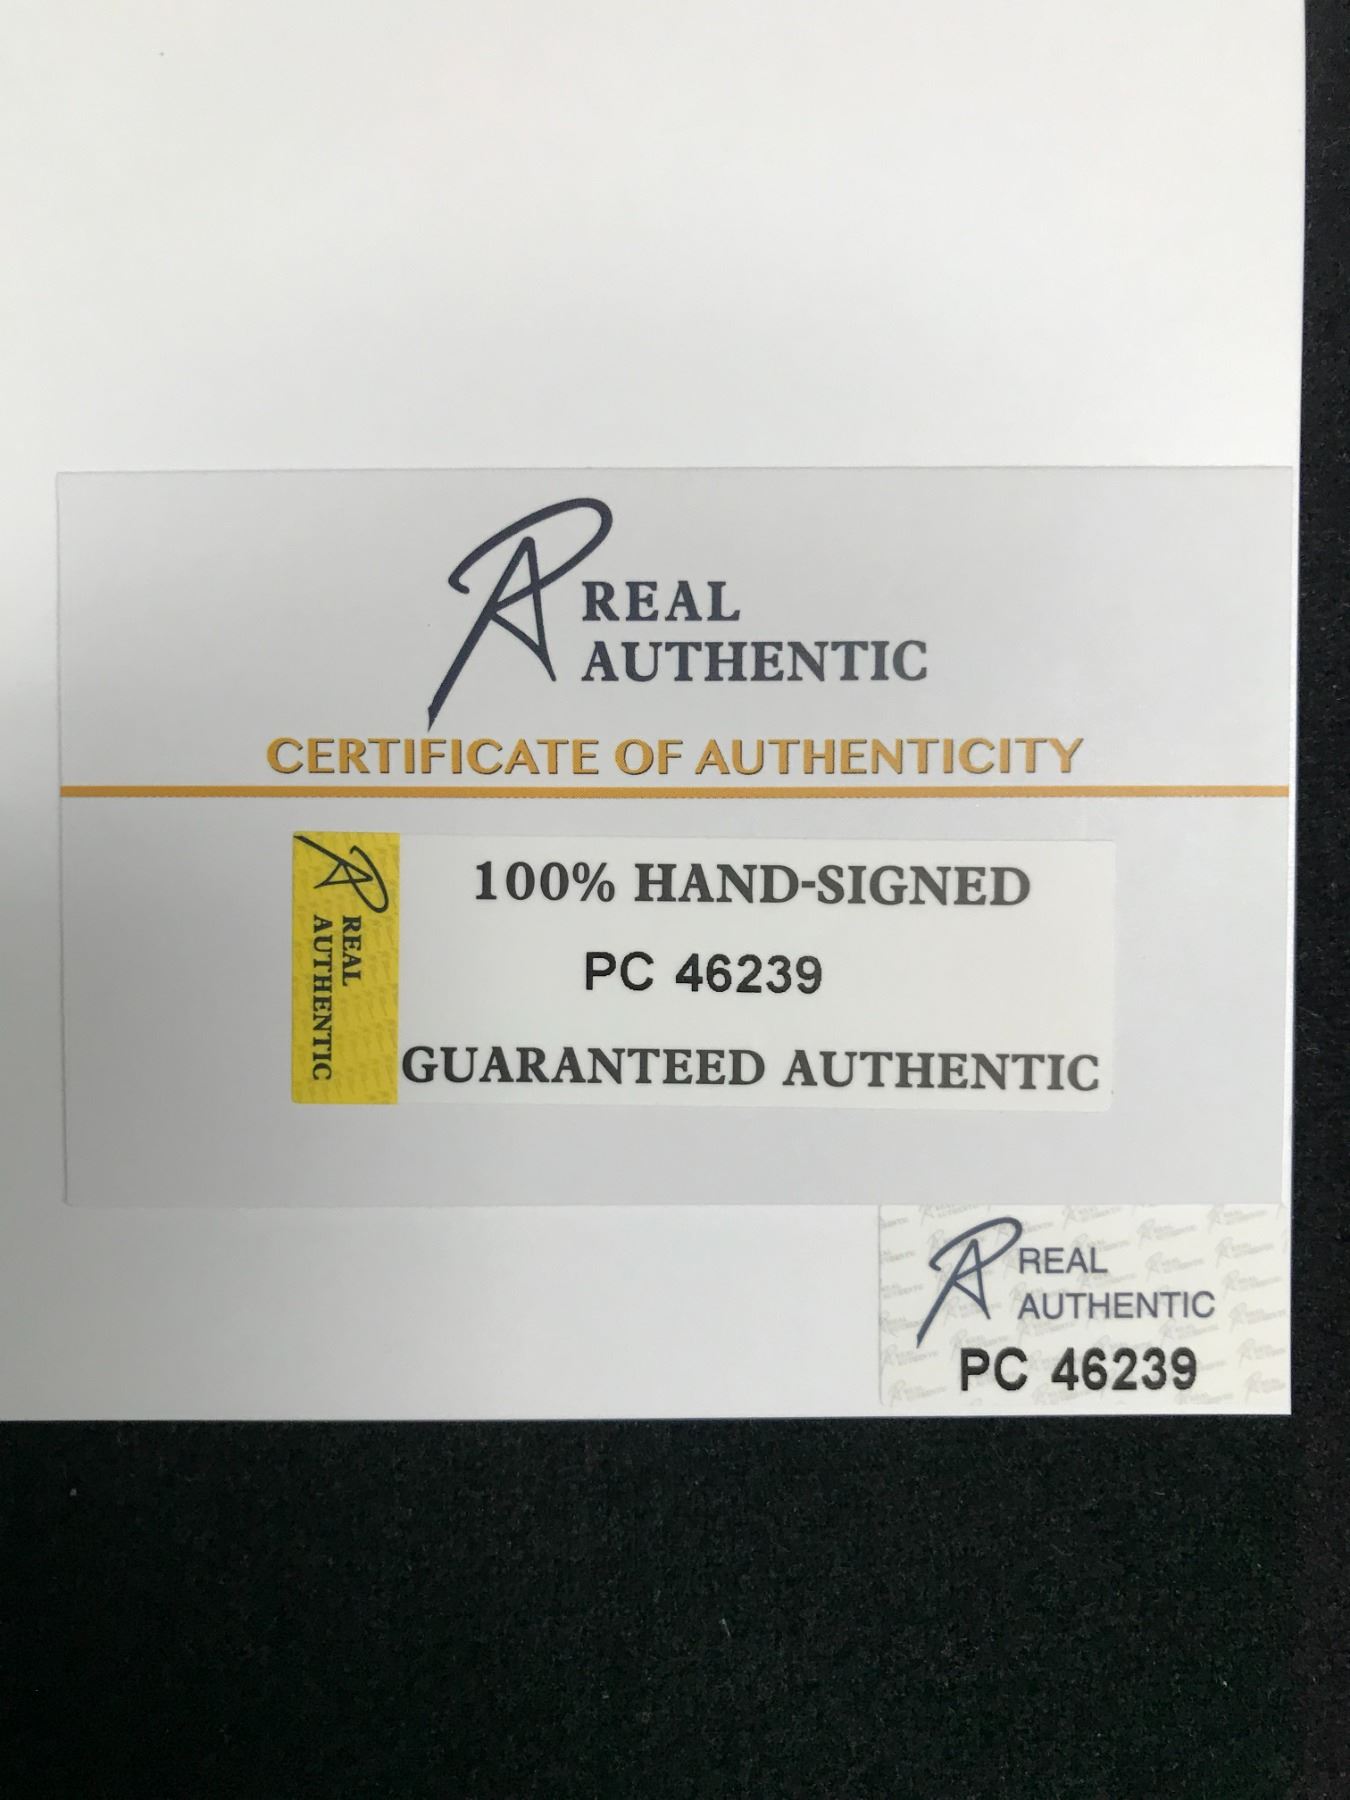 REAL
AUTHENTIC
CERTIFICATE OF AUTHENTICITY
REAL
AUTHENTIC
100% HAND-SIGNED
PC 46239
GUARANTEED AUTHENTIC
REAL
AUTHENTIC
PC 46239